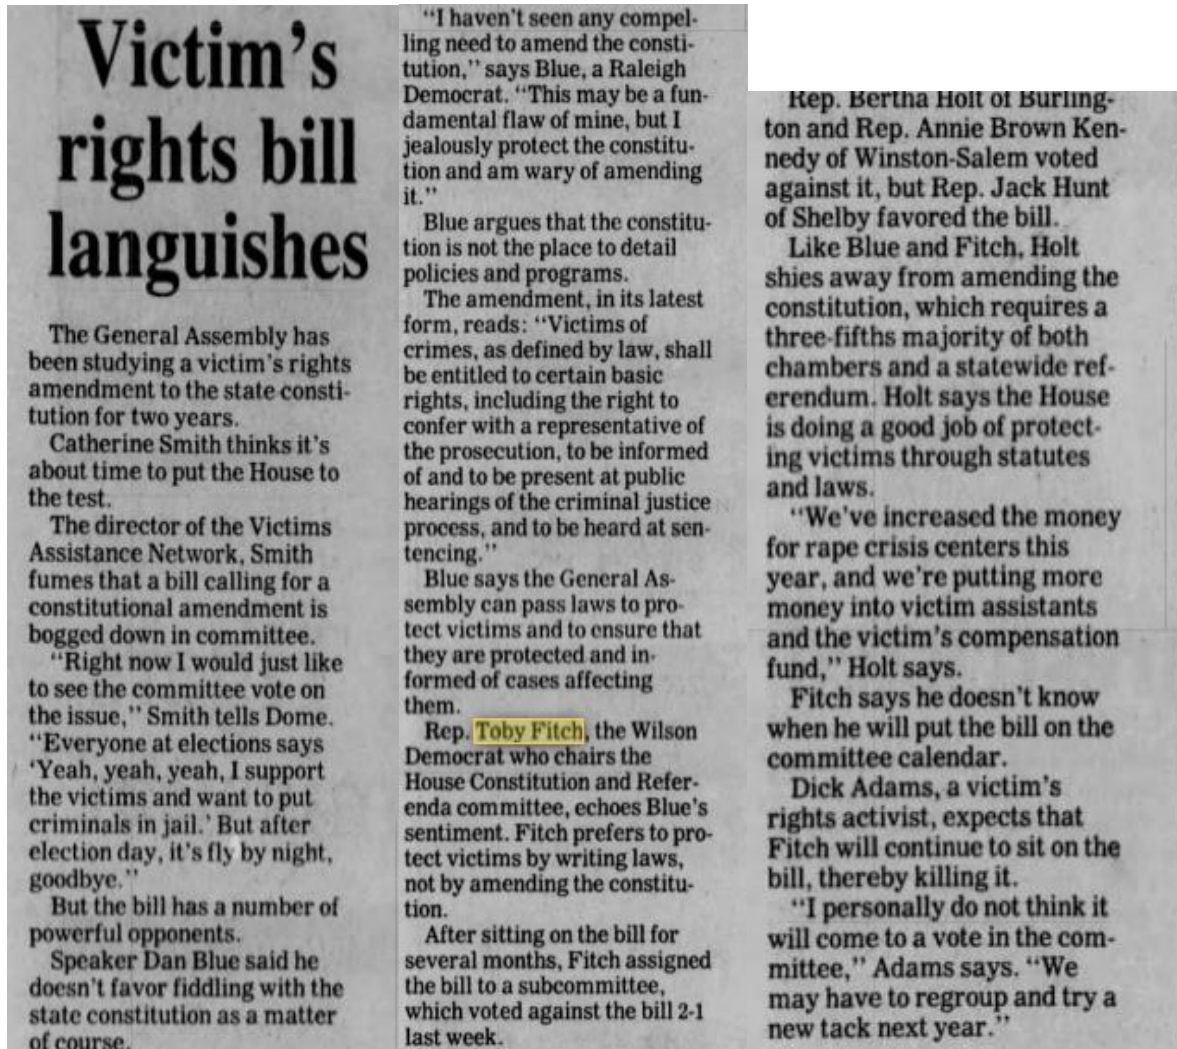 Victim's
rights bill
languishes
The General Assembly has
been studying a victim's rights
amendment to the state consti-
tution for two years.
Catherine Smith thinks it's
about time to put the House to
the test.
The director of the Victims
Assistance Network, Smith
fumes that a bill calling for a
constitutional amendment is
bogged down in committee.
"Right now I would just like
to see the committee vote on
the issue," Smith tells Dome.
"Everyone at elections says
'Yeah, yeah, yeah, I support
the victims and want to put
criminals in jail.' But after
election day, it's fly by night,
goodbye."
But the bill has a number of
powerful opponents.
Speaker Dan Blue said he
doesn't favor fiddling with the
state constitution as a matter
of course.
"I haven't seen any compel-
ling need to amend the consti-
tution," says Blue, a Raleigh
Democrat. "This may be a fun-
damental flaw of mine, but I
jealously protect the constitu-
tion and am wary of amending
it."
Blue argues that the constitu-
tion is not the place to detail
policies and programs.
The amendment, in its latest
form, reads: "Victims of
crimes, as defined by law, shall
be entitled to certain basic
rights, including the right to
confer with a representative of
the prosecution, to be informed
of and to be present at public
hearings of the criminal justice
process, and to be heard at sen-
tencing."
Blue says the General As-
sembly can pass laws to pro-
tect victims and to ensure that
they are protected and in-
formed of cases affecting
them.
Rep. Toby Fitch, the Wilson
Democrat who chairs the
House Constitution and Refer-
enda committee, echoes Blue's
sentiment. Fitch prefers to pro-
tect victims by writing laws,
not by amending the constitu-
tion.
After sitting on the bill for
several months, Fitch assigned
the bill to a subcommittee,
which voted against the bill 2-1
last week.
Rep. Bertha Holt of Burling-
ton and Rep. Annie Brown Ken-
nedy of Winston-Salem voted
against it, but Rep. Jack Hunt
of Shelby favored the bill.
Like Blue and Fitch, Holt
shies away from amending the
constitution, which requires a
three-fifths majority of both
chambers and a statewide ref-
erendum. Holt says the House
is doing a good job of protect-
ing victims through statutes
and laws.
"We've increased the money
for rape crisis centers this
year, and we're putting more
money into victim assistants
and the victim's compensation
fund," Holt says.
Fitch says he doesn't know
when he will put the bill on the
committee calendar.
Dick Adams, a victim's
rights activist, expects that
Fitch will continue to sit on the
bill, thereby killing it.
"I personally do not think it
will come to a vote in the com-
mittee," Adams says. "We
may have to regroup and try a
new tack next year."